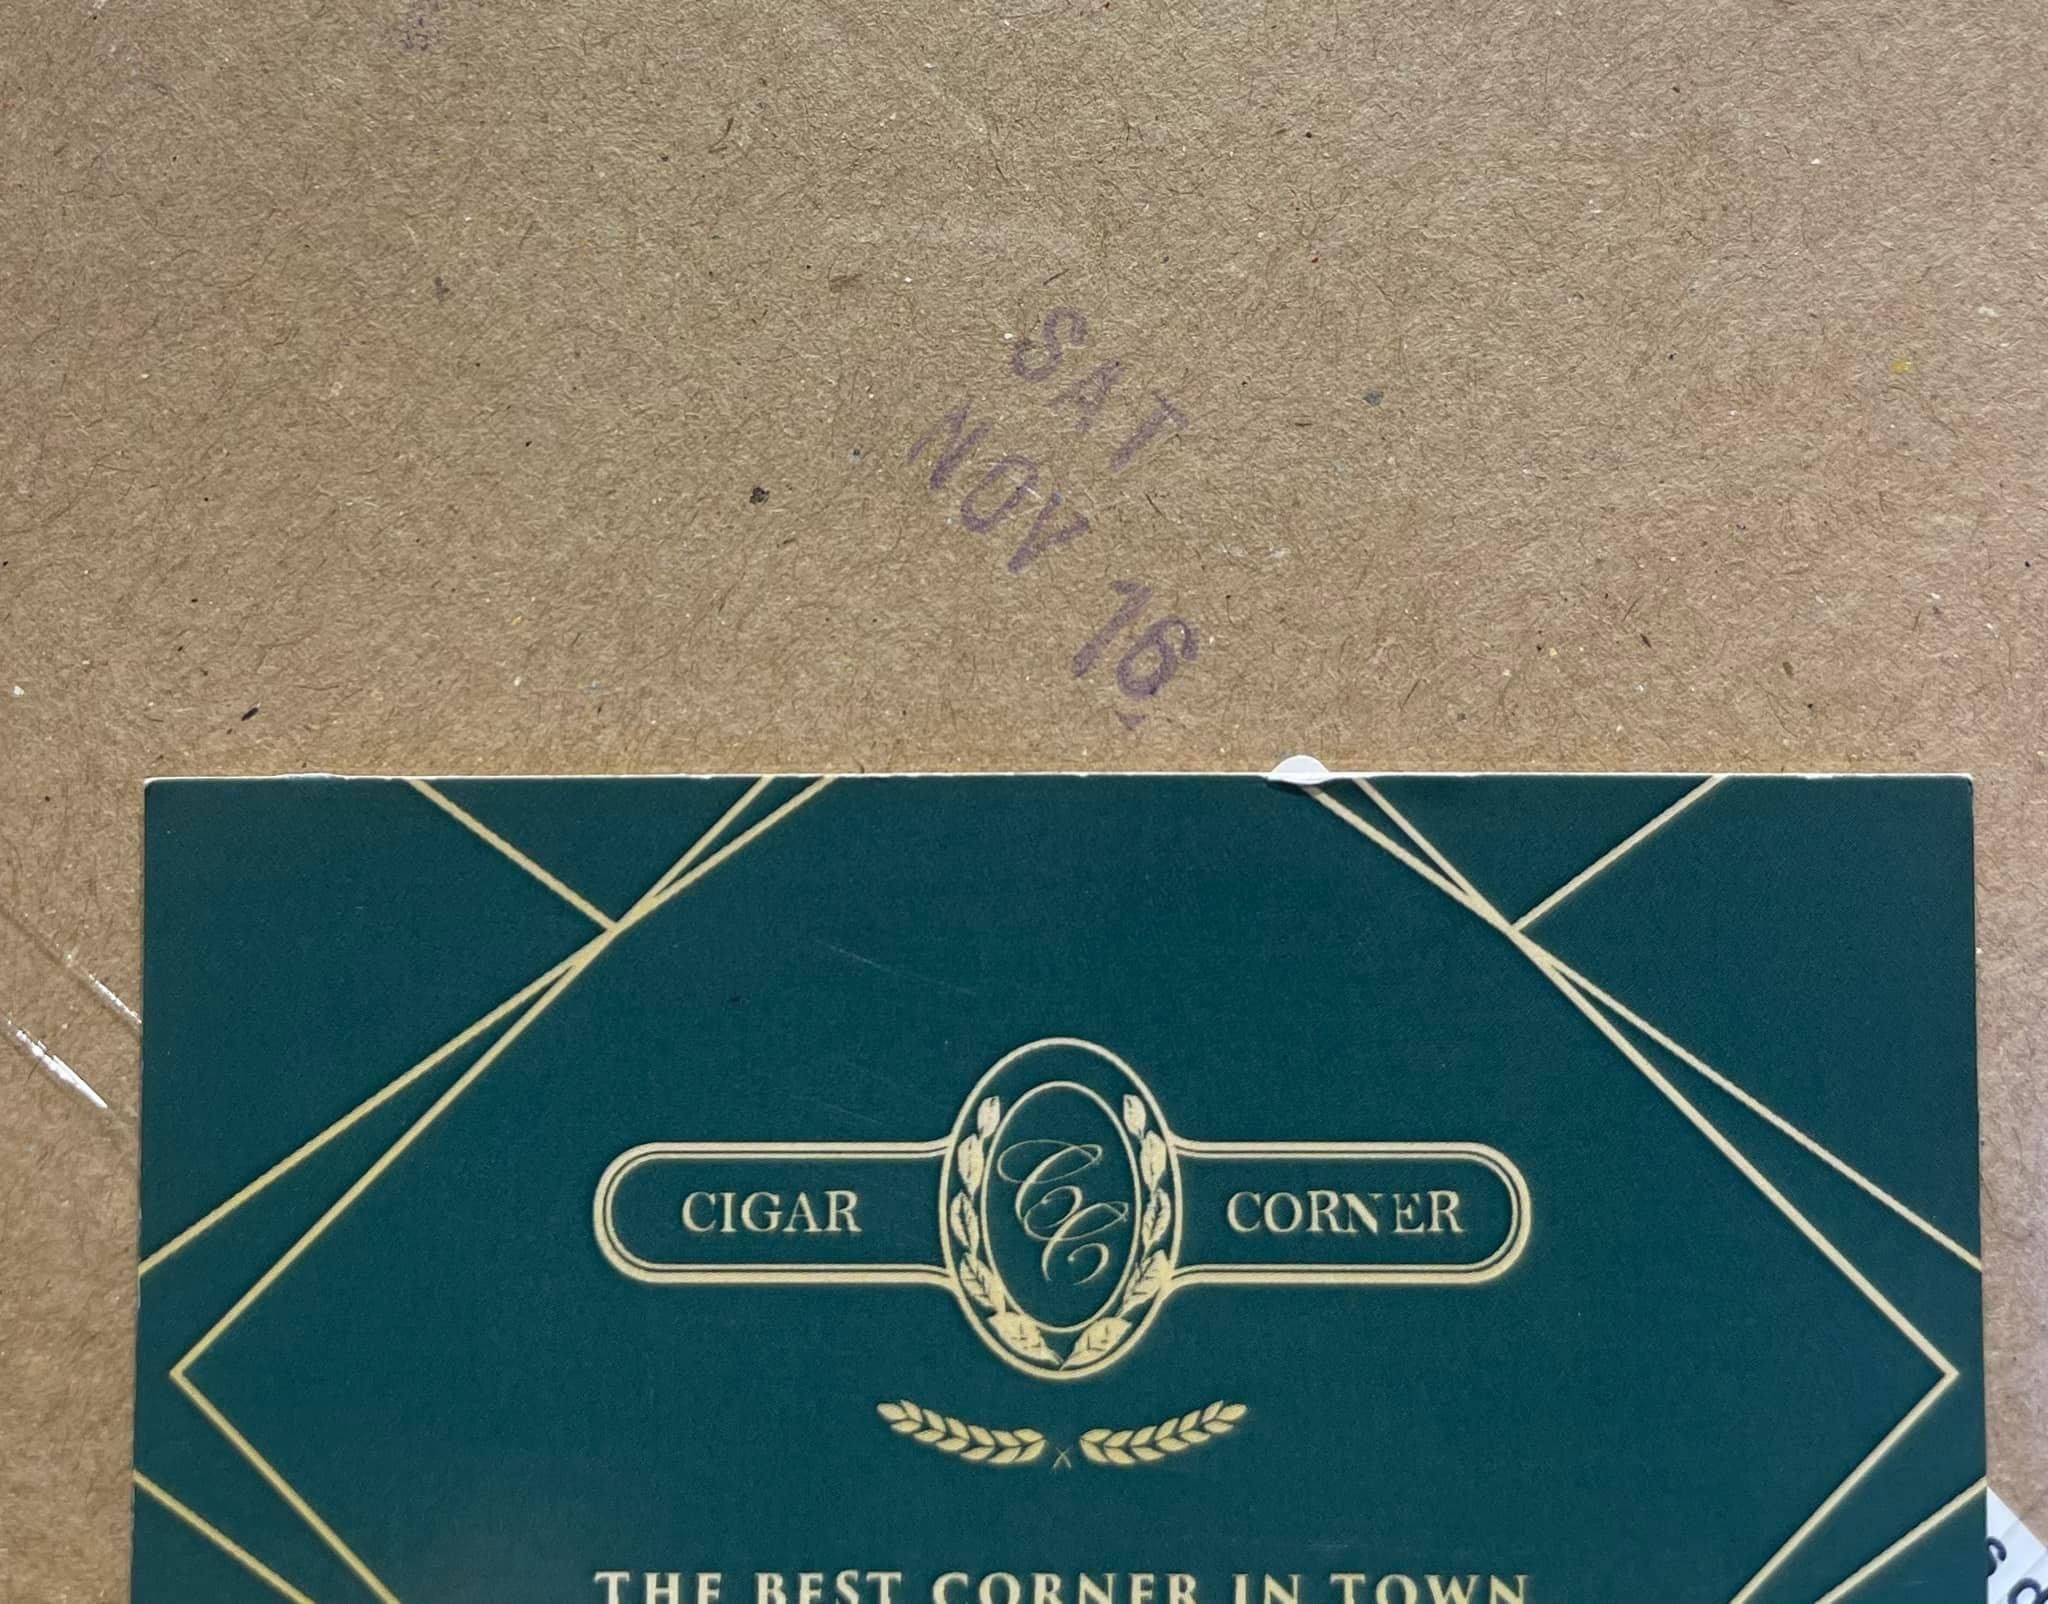 SAT
NOV 16
CIGAR CC CORNER
THE BEST CORNER IN TOWN